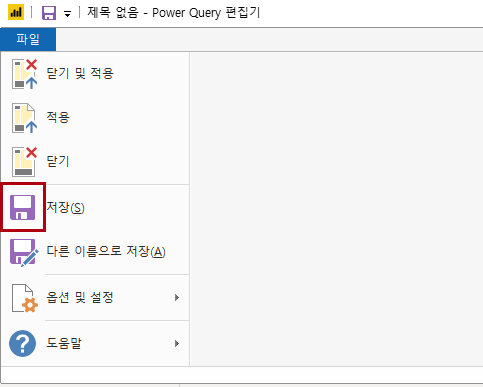 제목 없음 - Power Query 편집기
파일
닫기 및 적용
적용
닫기
저장(S)
다른 이름으로 저장(A)
옵션 및 설정
도움말